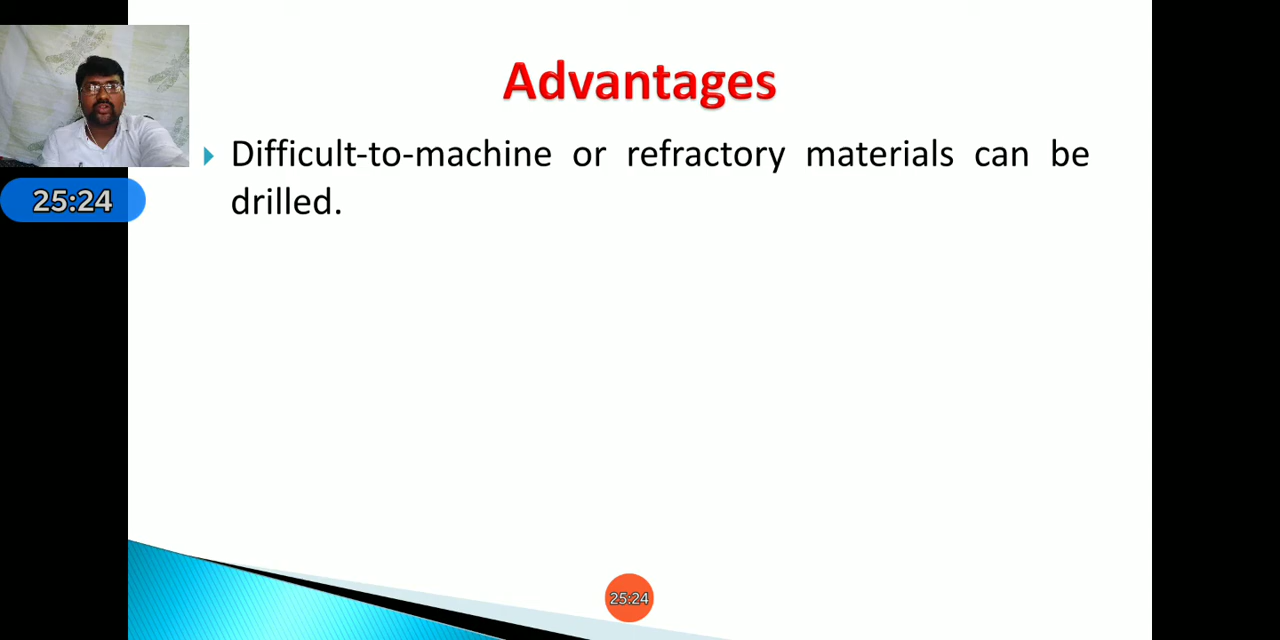 Advantages
Difficult-to-machine or refractory materials can be
drilled.
25:24
25:24